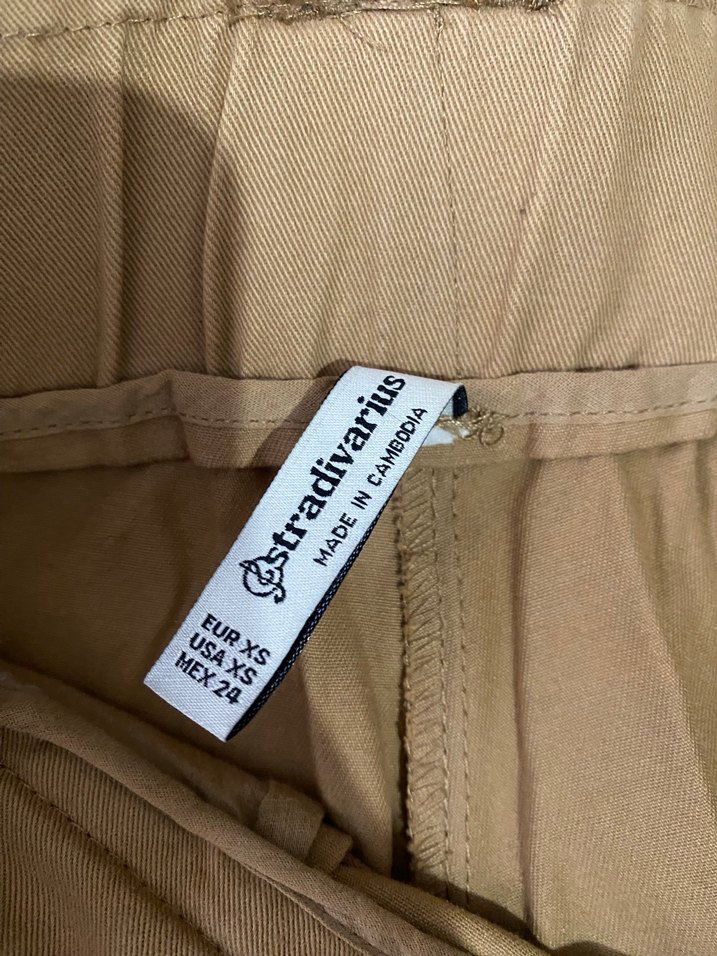 stradivarius
MADE IN CAMBODIA
EUR XS
USA XS
MEX 24